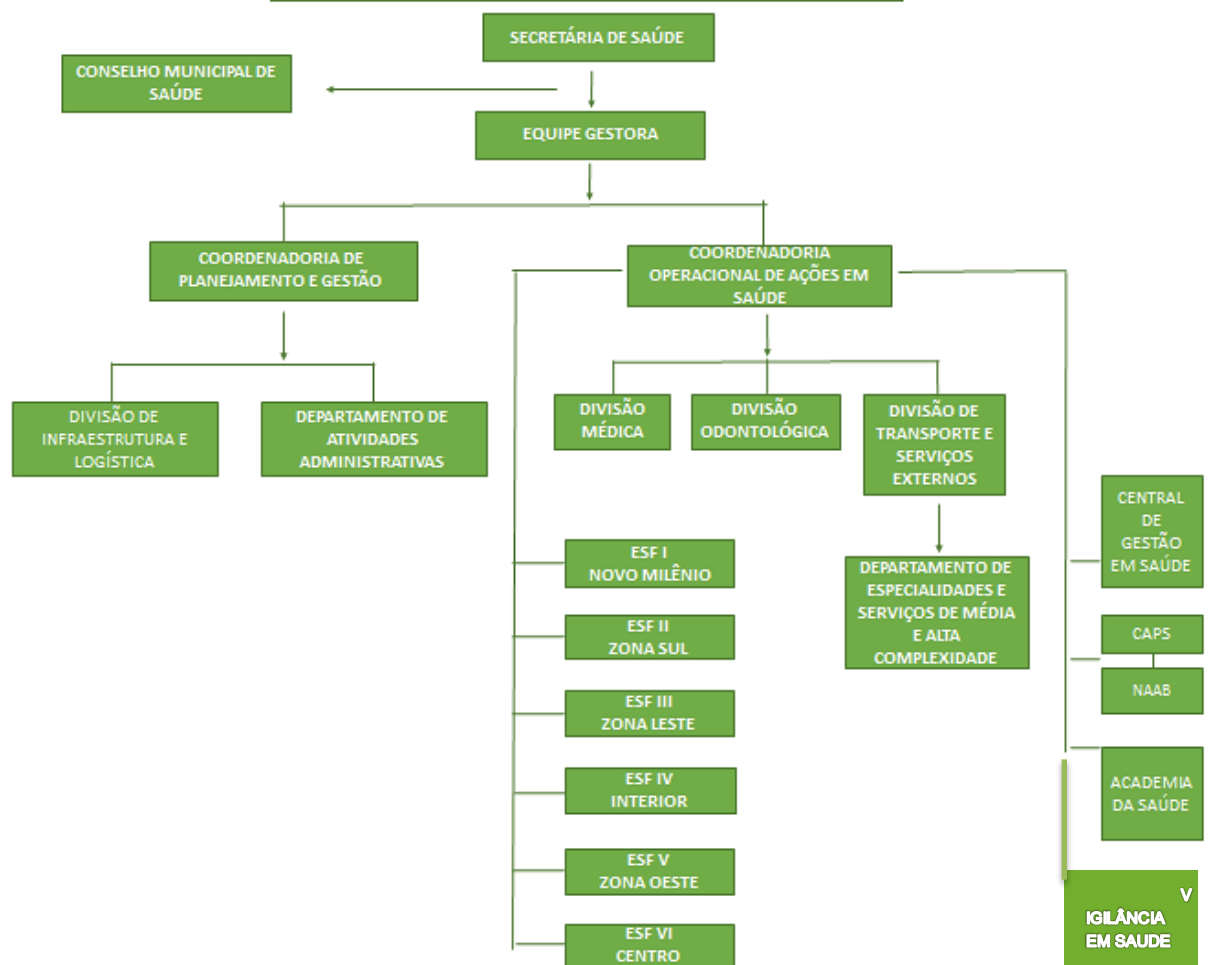 SECRETÁRIA DE SAÚDE
CONSELHO MUNICIPAL DE
SAÚDE
EQUIPE GESTORA
COORDENADORIA DE
PLANEJAMENTO E GESTÃO
COORDENADORIA
OPERACIONAL DE AÇÕES EM
SAÚDE
DIVISÃO DE
INFRAESTRUTURA E
LOGÍSTICA
DEPARTAMENTO DE
ATIVIDADES
ADMINISTRATIVAS
DIVISÃO
MÉDICA
DIVISÃO
ODONTOLÓGICA
DIVISÃO DE
TRANSPORTE E
SERVIÇOS
EXTERNOS
DEPARTAMENTO DE
ESPECIALIDADES E
SERVIÇOS DE MÉDIA
E ALTA
COMPLEXIDADE
ESF I
NOVO MILÊNIO
ESF II
ZONA SUL
ESF III
ZONA LESTE
ESF IV
INTERIOR
ESF V
ZONA OESTE
ESF VI
CENTRO
CENTRAL
DE
GESTÃO
EM SAÚDE
CAPS
NAAB
ACADEMIA
DA SAÚDE
V
IGILÂNCIA
EM SAUDE